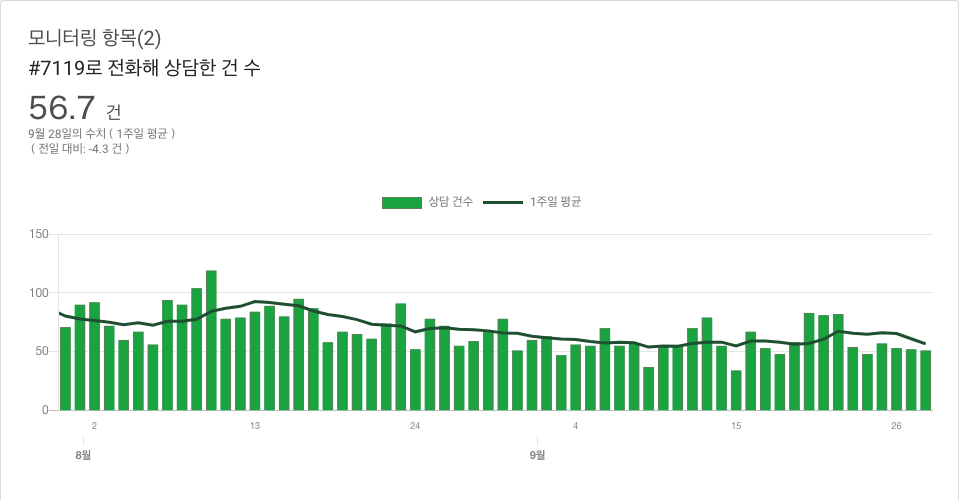 모니터링 항목(2)
#7119로 전화해 상담한 건 수
56.7 건
9월 28일의 수치 ( 1주일 평균 )
( 전일 대비: -4.3 건 )
상담 건수 1주일 평균
150
100
50
0
2 13 24 4 15 26
8월 9월